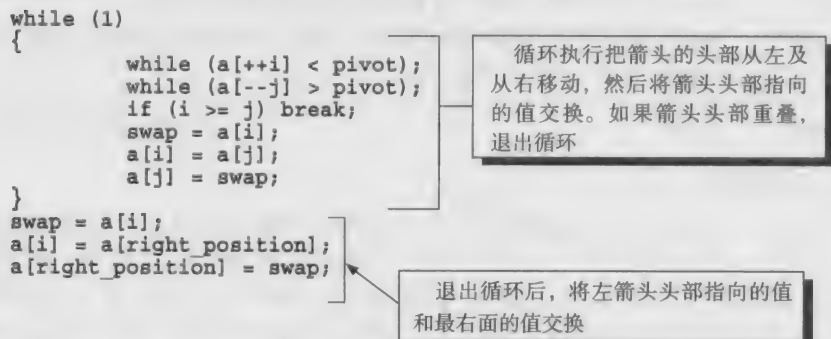 while (1)
{
while (a[++i] < pivot);
while (a[--j] > pivot);
if (i >= j) break;
swap = a[i];
a[i] = a[j];
a[j] = swap;
}
swap = a[i];
a[i] = a[right_position];
a[right_position] = swap;
循环执行把箭头的头部从左及
从右移动，然后将箭头头部指向
的值交换。如果箭头头部重叠，
退出循环
退出循环后，将左箭头头部指向的值
和最右面的值交换